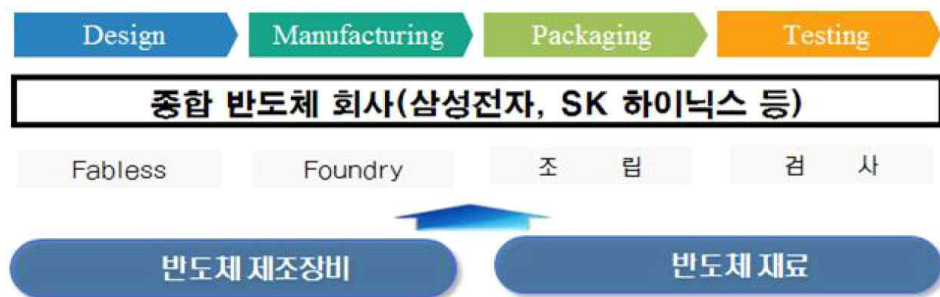 Design Manufacturing Packaging Testing
종합 반도체 회사(삼성전자, SK 하이닉스 등)
Fabless Foundry 조 립 검 사
반도체 제조장비 반도체 재료